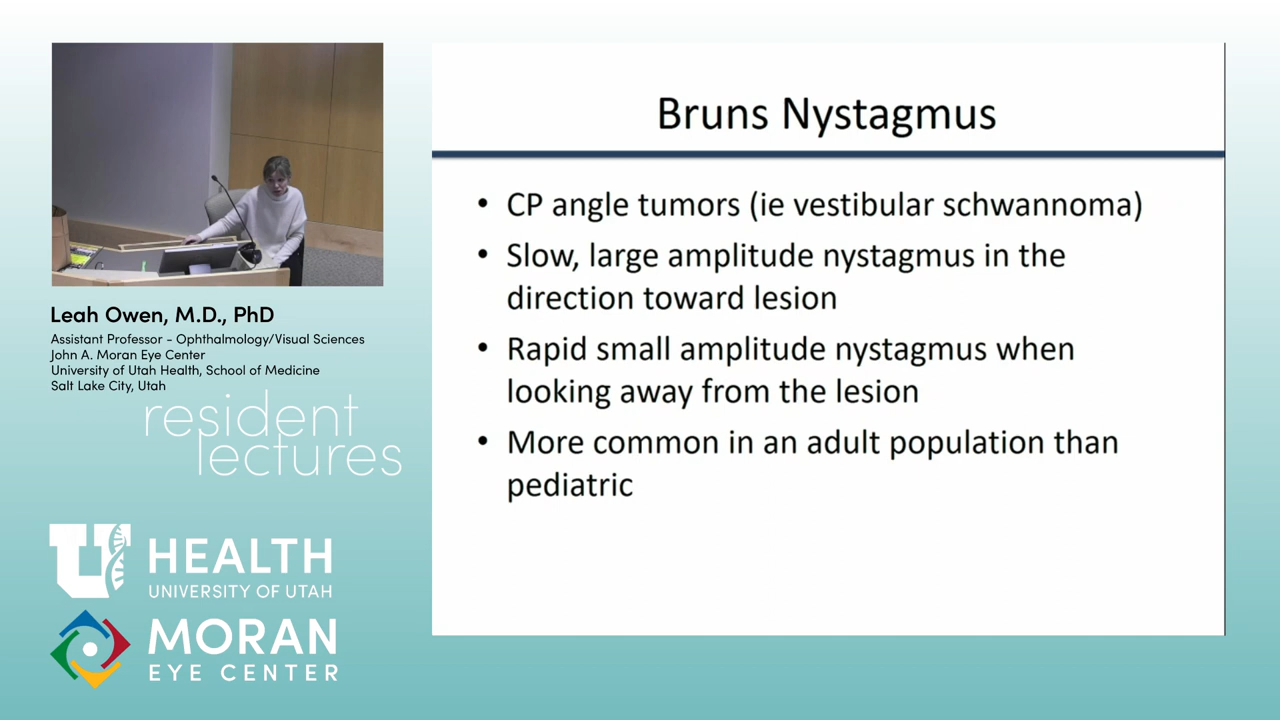 Bruns Nystagmus
• CP angle tumors (ie vestibular schwannoma)
• Slow, large amplitude nystagmus in the
direction toward lesion
• Rapid small amplitude nystagmus when
looking away from the lesion
• More common in an adult population than
pediatric
Leah Owen, M.D., PhD
Assistant Professor - Ophthalmology/Visual Sciences
John A. Moran Eye Center
University of Utah Health, School of Medicine
Salt Lake City, Utah
resident
lectures
U HEALTH
UNIVERSITY OF UTAH
MORAN
EYE CENTER